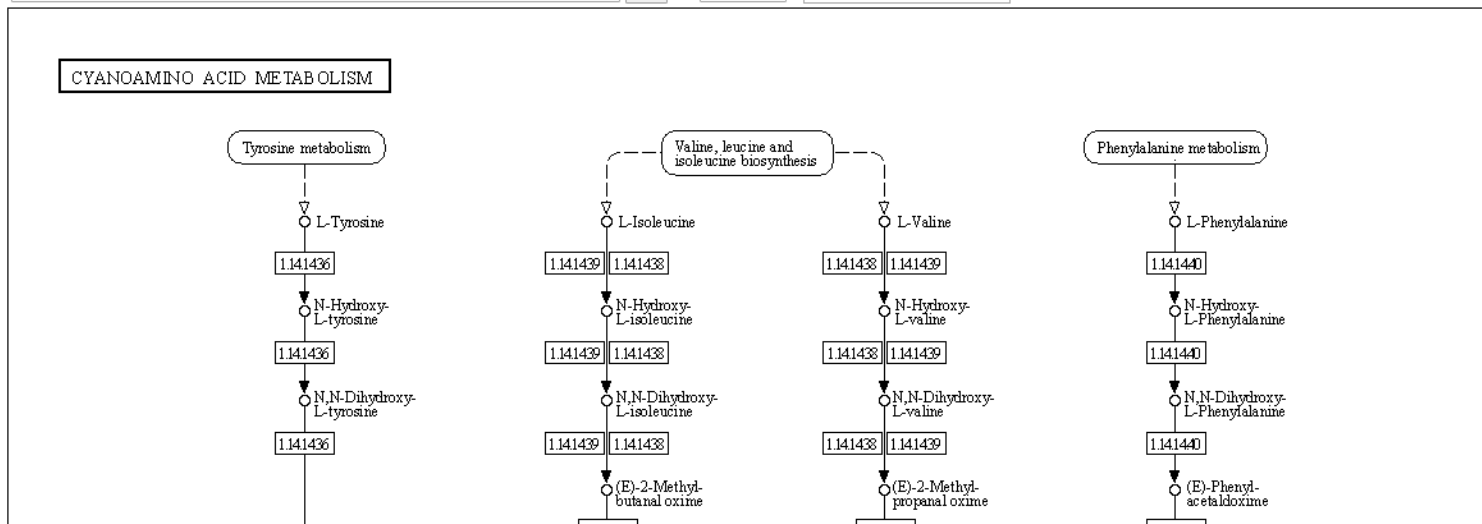 CYANOAMINO ACID METABOLISM
Tyrosine metabolism
Valine, leucine and
isoleucine biosynthesis
Phenylalanine metabolism
L-Tyrosine
L-Isoleucine
L-Valine
L-Phenylalanine
1.14.14.36
1.14.14.39 1.14.14.38
1.14.14.38 1.14.14.39
1.14.14.40
N-Hydroxy-
L-tyrosine
N-Hydroxy-
L-isoleucine
N-Hydroxy-
L-valine
N-Hydroxy-
L-Phenylalanine
1.14.14.36
1.14.14.39 1.14.14.38
1.14.14.38 1.14.14.39
1.14.14.40
N,N-Dihydroxy-
L-tyrosine
N,N-Dihydroxy-
L-isoleucine
N,N-Dihydroxy-
L-valine
N,N-Dihydroxy-
L-Phenylalanine
1.14.14.36
1.14.14.39 1.14.14.38
1.14.14.38 1.14.14.39
1.14.14.40
(E)-2-Methyl-
butanal oxime
(E)-2-Methyl-
propanal oxime
(E)-Phenyl-
acetaldoxime